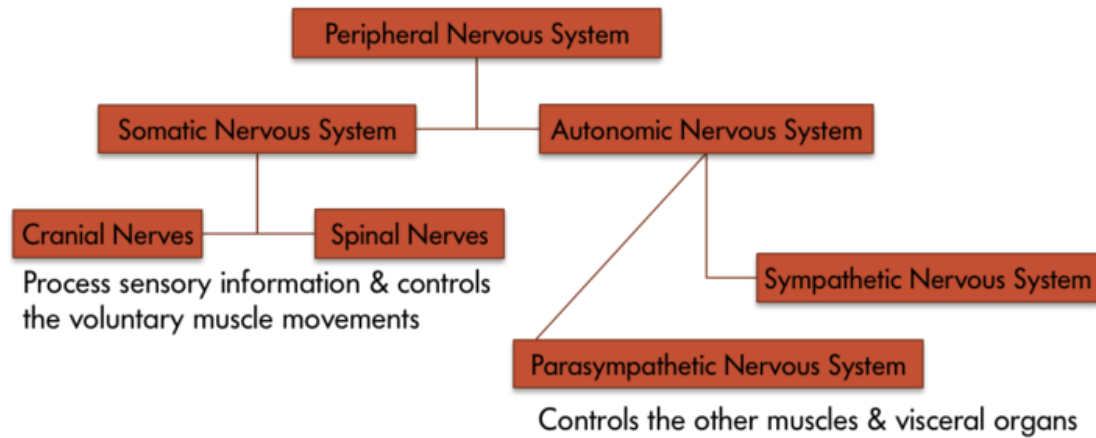 Peripheral Nervous System
Somatic Nervous System
Autonomic Nervous System
Cranial Nerves
Spinal Nerves
Process sensory information & controls
the voluntary muscle movements
Sympathetic Nervous System
Parasympathetic Nervous System
Controls the other muscles & visceral organs